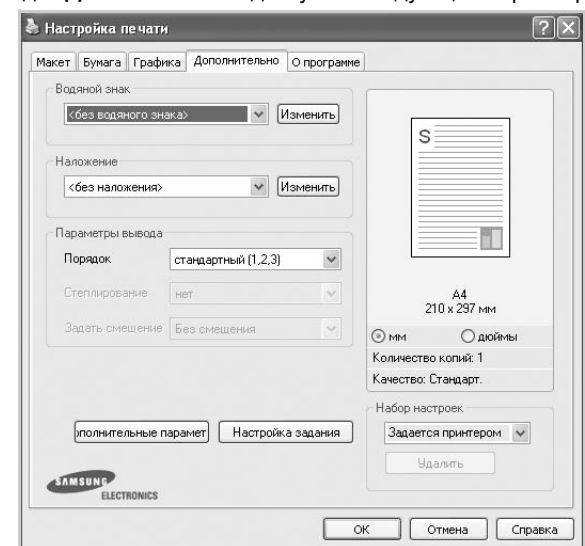 Настройка печати
Макет Бумага Графика Дополнительно О программе
Водяной знак
<без водяного знака> Изменить
S
Наложение
<без наложения> Изменить
Параметры вывода
Порядок стандартный (1,2,3)
Степлирование нет
A4
210 x 297 мм
Задать смещение Без смещения
мм дюймы
Количество копий: 1
Качество: Стандарт.
Набор настроек
ополнительные парамет Настройка задания Задается принтером
Удалить
SAMSUNG
ELECTRONICS
OK Отмена Справка